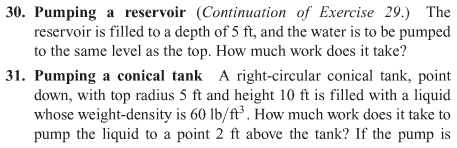 30. Pumping a reservoir (Continuation of Exercise 29.) The
reservoir is filled to a depth of 5 ft, and the water is to be pumped
to the same level as the top. How much work does it take?
31. Pumping a conical tank A right-circular conical tank, point
down, with top radius 5 ft and height 10 ft is filled with a liquid
whose weight-density is 60 lb/ft³. How much work does it take to
pump the liquid to a point 2 ft above the tank? If the pump is